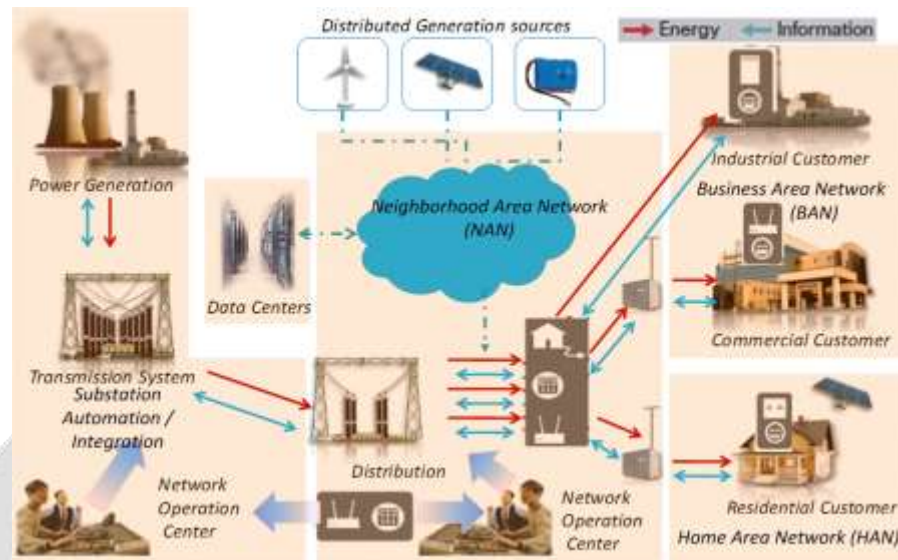 Distributed Generation sources
Energy
Information
Power Generation
Data Centers
Neighborhood Area Network
(NAN)
Industrial Customer
Business Area Network
(BAN)
Commercial Customer
Transmission System
Substation
Automation /
Integration
Distribution
Network
Operation
Center
Network
Operation
Center
Residential Customer
Home Area Network (HAN)